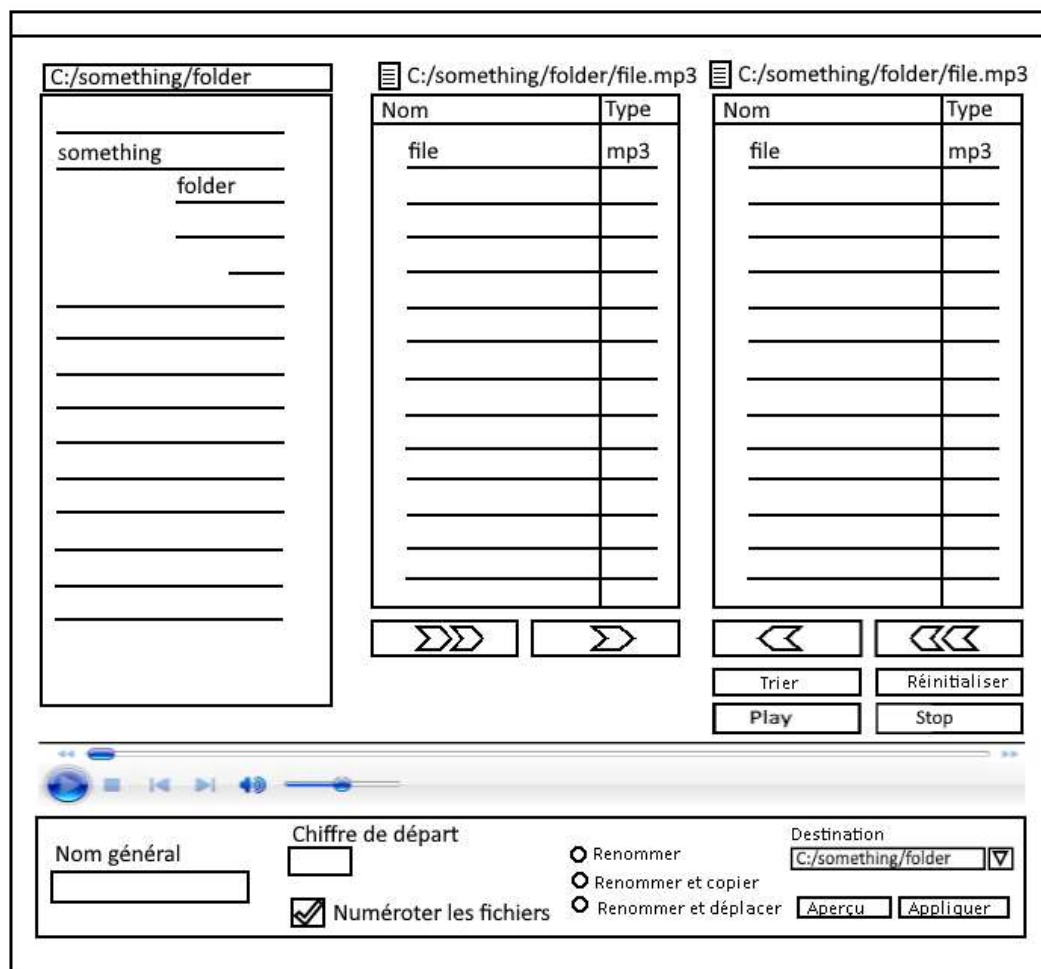 C:/something/folder
C:/something/folder/file.mp3
C:/something/folder/file.mp3
Nom Type
Nom Type
something
file mp3
file mp3
folder
Trier
Réinitialiser
Play
Stop
Nom général
Chiffre de départ
Numéroter les fichiers
Renommer
Renommer et copier
Renommer et déplacer
Destination
C:/something/folder
Aperçu
Appliquer